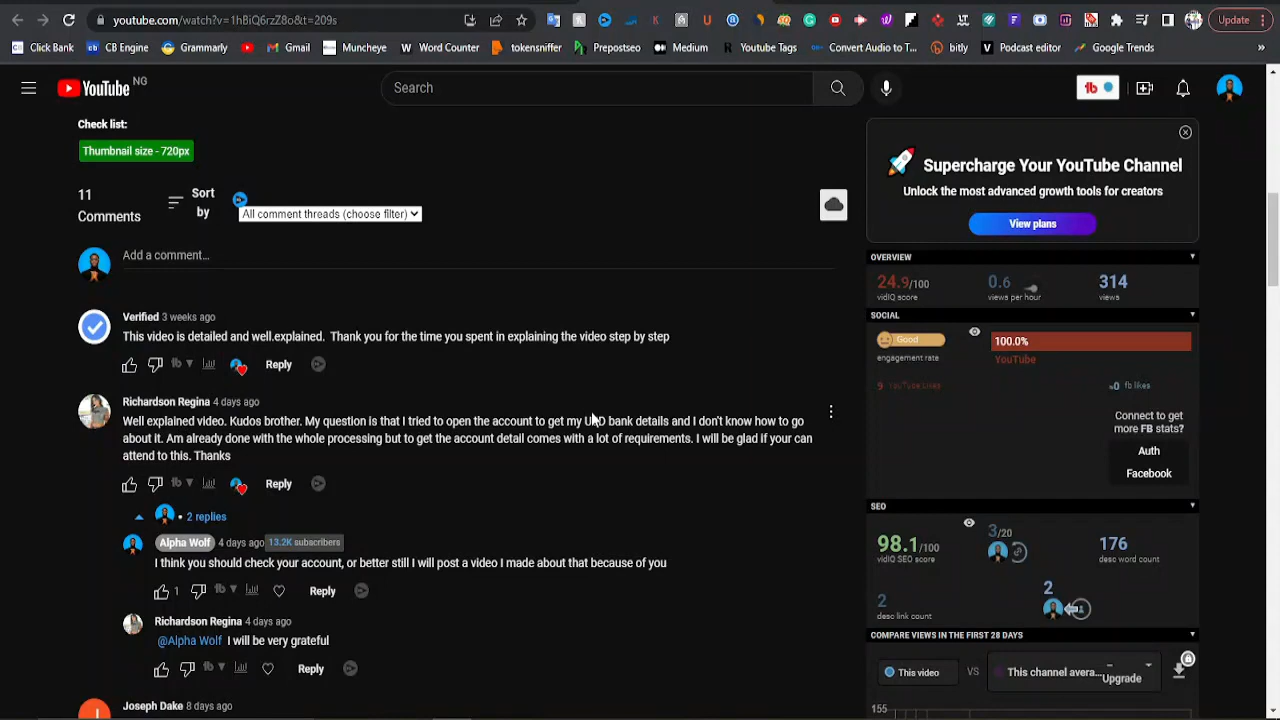 youtube.com/watch?v=1h8iQ6rzZ8o&t=209s
Update
Click Bank
CB Engine
Grammarly
Gmail
Muncheye
Word Counter
tokensniffer
Prepostseo
Medium
Youtube Tags
Convert Audio to T...
bitly
Podcast editor
Google Trends
»
YouTube NG
Search
Check list:
Thumbnail size - 720px
11
Comments
Sort
by
All comment threads (choose filter)
Add a comment...
Verified 3 weeks ago
This video is detailed and well.explained. Thank you for the time you spent in explaining the video step by step
Reply
Richardson Regina 4 days ago
Well explained video. Kudos brother. My question is that I tried to open the account to get my USD bank details and I don't know how to go
about it. Am already done with the whole processing but to get the account detail comes with a lot of requirements. I will be glad if your can
attend to this. Thanks
Reply
• 2 replies
Alpha Wolf 4 days ago 13.2K subscribers
I think you should check your account, or better still I will post a video I made about that because of you
1
Reply
Richardson Regina 4 days ago
@Alpha Wolf I will be very grateful
Reply
Joseph Dake 8 days ago
Supercharge Your YouTube Channel
Unlock the most advanced growth tools for creators
View plans
OVERVIEW
24.9/100
vidIQ score
0.6
views per hour
314
views
SOCIAL
Good
engagement rate
100.0%
YouTube
9 YouTube Likes
0 fb likes
Connect to get
more FB stats?
Auth
Facebook
SEO
98.1/100
vidIQ SEO score
3/20
176
desc word count
2
desc link count
2
COMPARE VIEWS IN THE FIRST 28 DAYS
This video
VS
This channel avera...
Upgrade
155